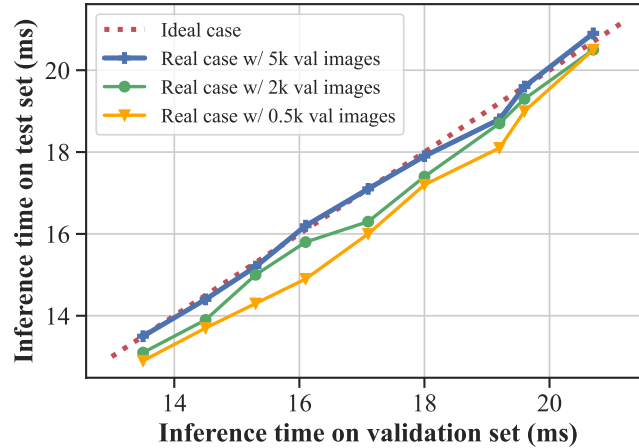 Ideal case
Real case w/ 5k val images
Real case w/ 2k val images
Real case w/ 0.5k val images
Inference time on test set (ms)
20
18
16
14
14 16 18 20
Inference time on validation set (ms)